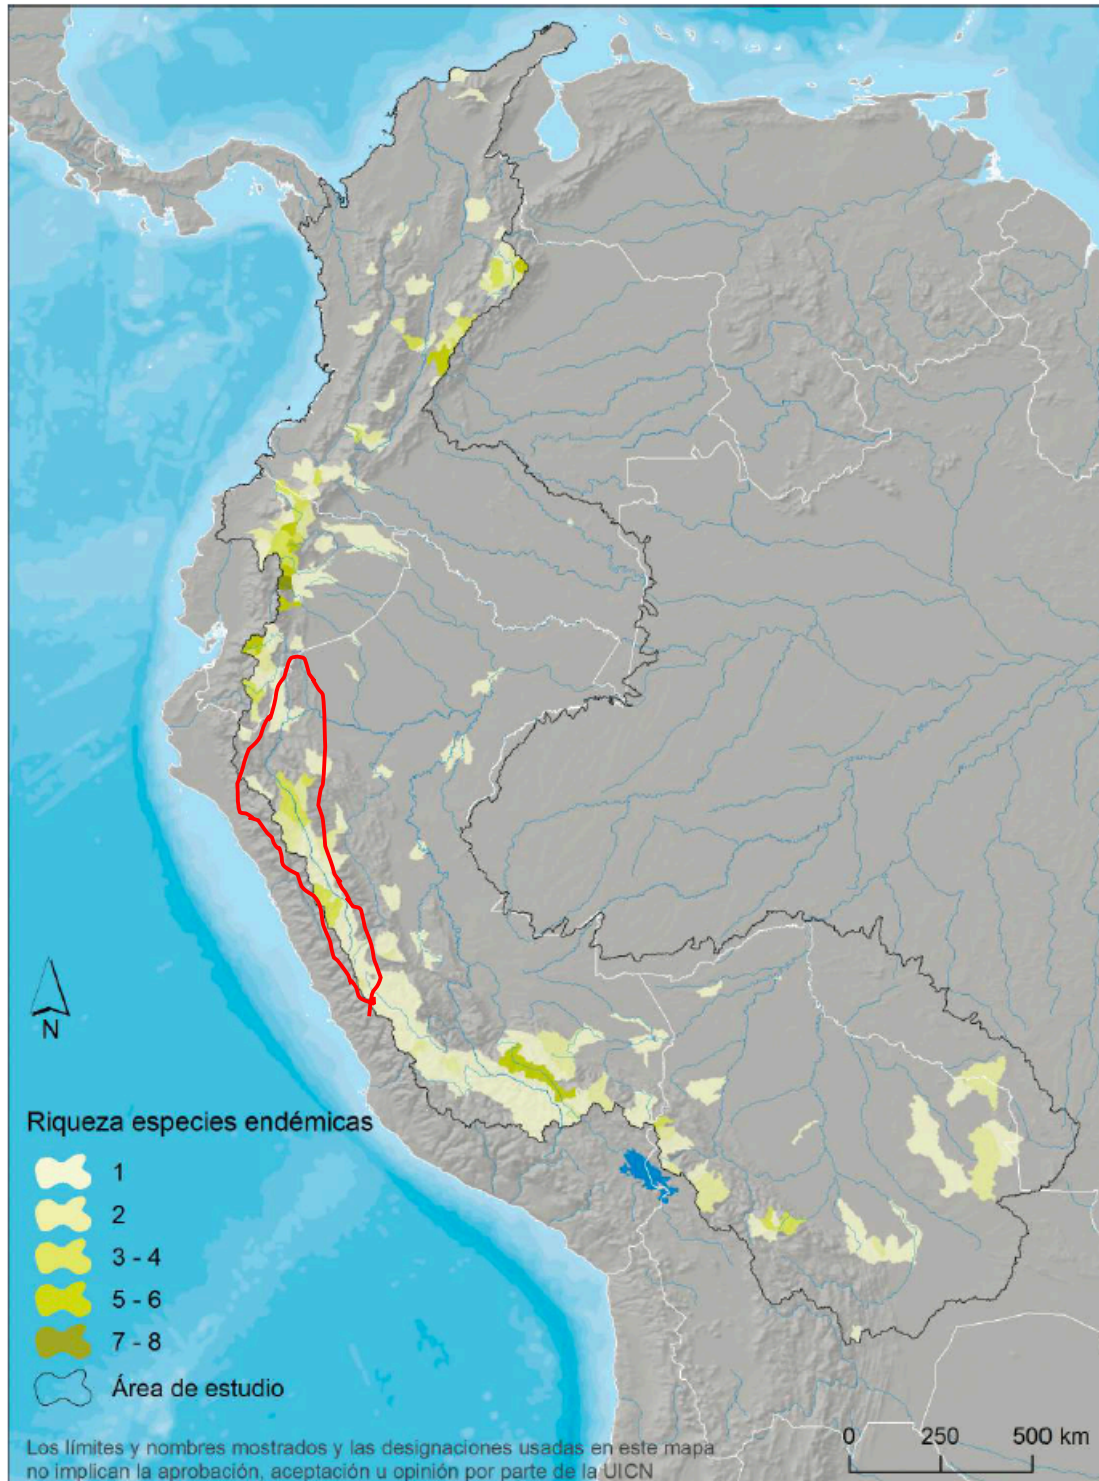 N
Riqueza especies endémicas
1
2
3 - 4
5 - 6
7 - 8
Área de estudio
0 250 500 km
Los límites y nombres mostrados y las designaciones usadas en este mapa
no implican la aprobación, aceptación u opinión por parte de la UICN